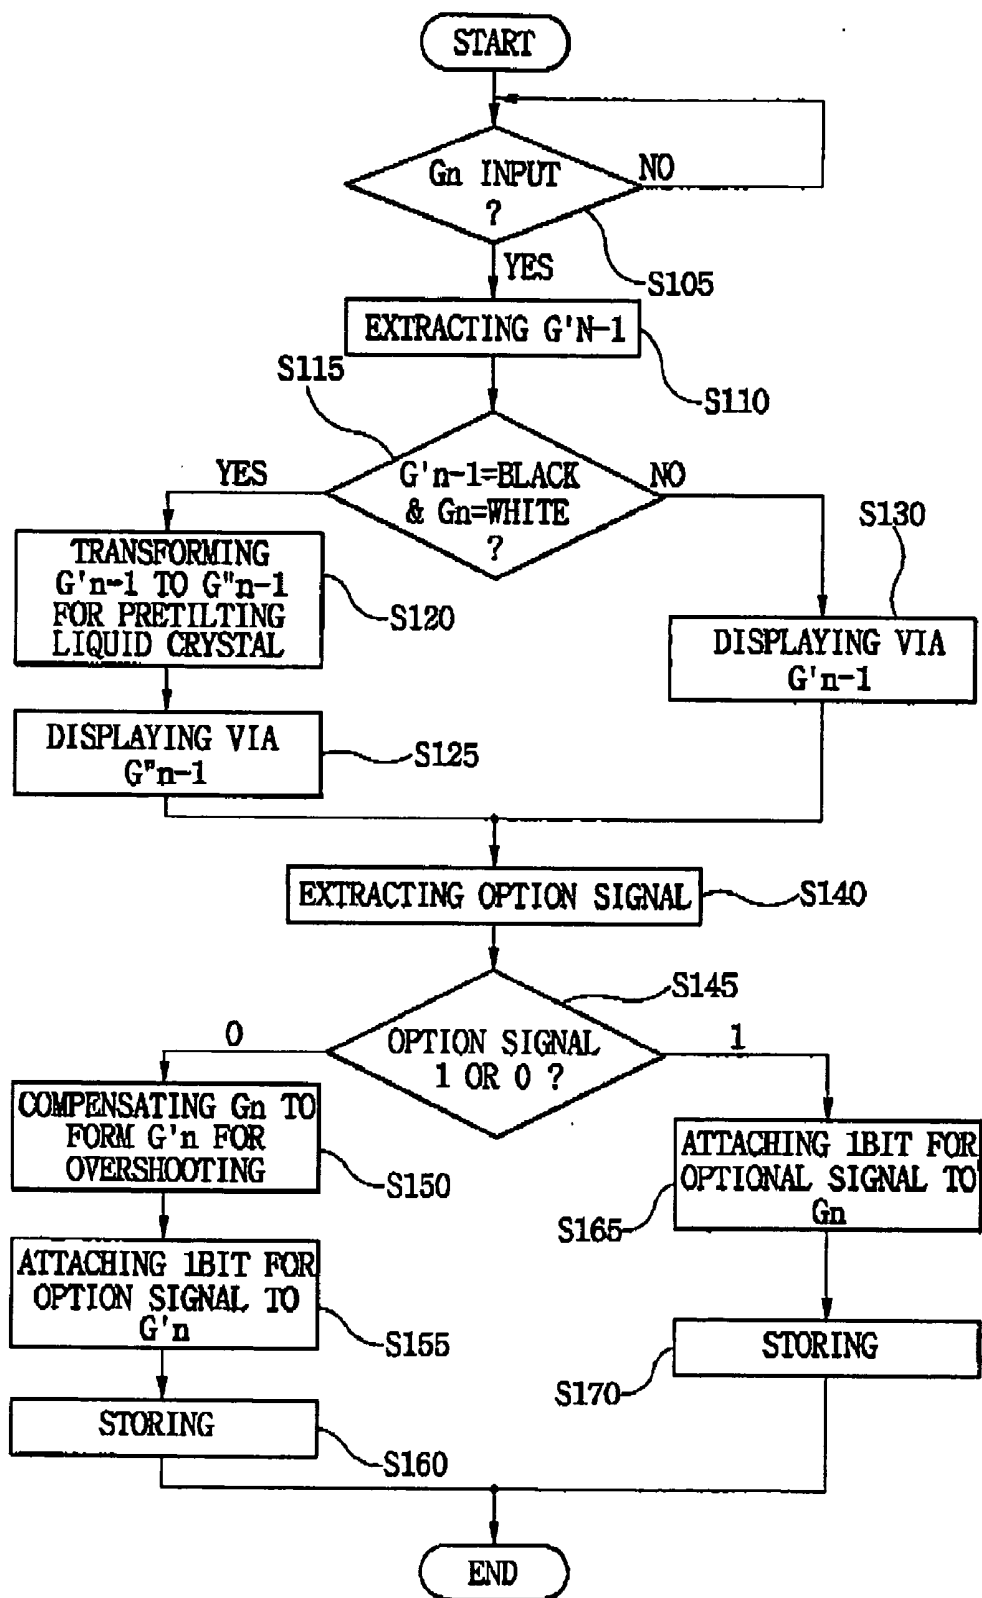 START
Gn INPUT
?
NO
YES
S105
EXTRACTING G'N-1
S110
S115
G'n-1=BLACK
& Gn=WHITE
?
YES
NO
S130
TRANSFORMING
G'n-1 TO G"n-1
FOR PRETILTING
LIQUID CRYSTAL
S120
DISPLAYING VIA
G'n-1
DISPLAYING VIA
G"n-1
S125
EXTRACTING OPTION SIGNAL
S140
S145
OPTION SIGNAL
1 OR 0 ?
0
1
COMPENSATING Gn TO
FORM G'n FOR
OVERSHOOTING
S150
ATTACHING 1BIT FOR
OPTIONAL SIGNAL TO
Gn
S165
ATTACHING 1BIT FOR
OPTION SIGNAL TO
G'n
S155
STORING
S170
STORING
S160
END